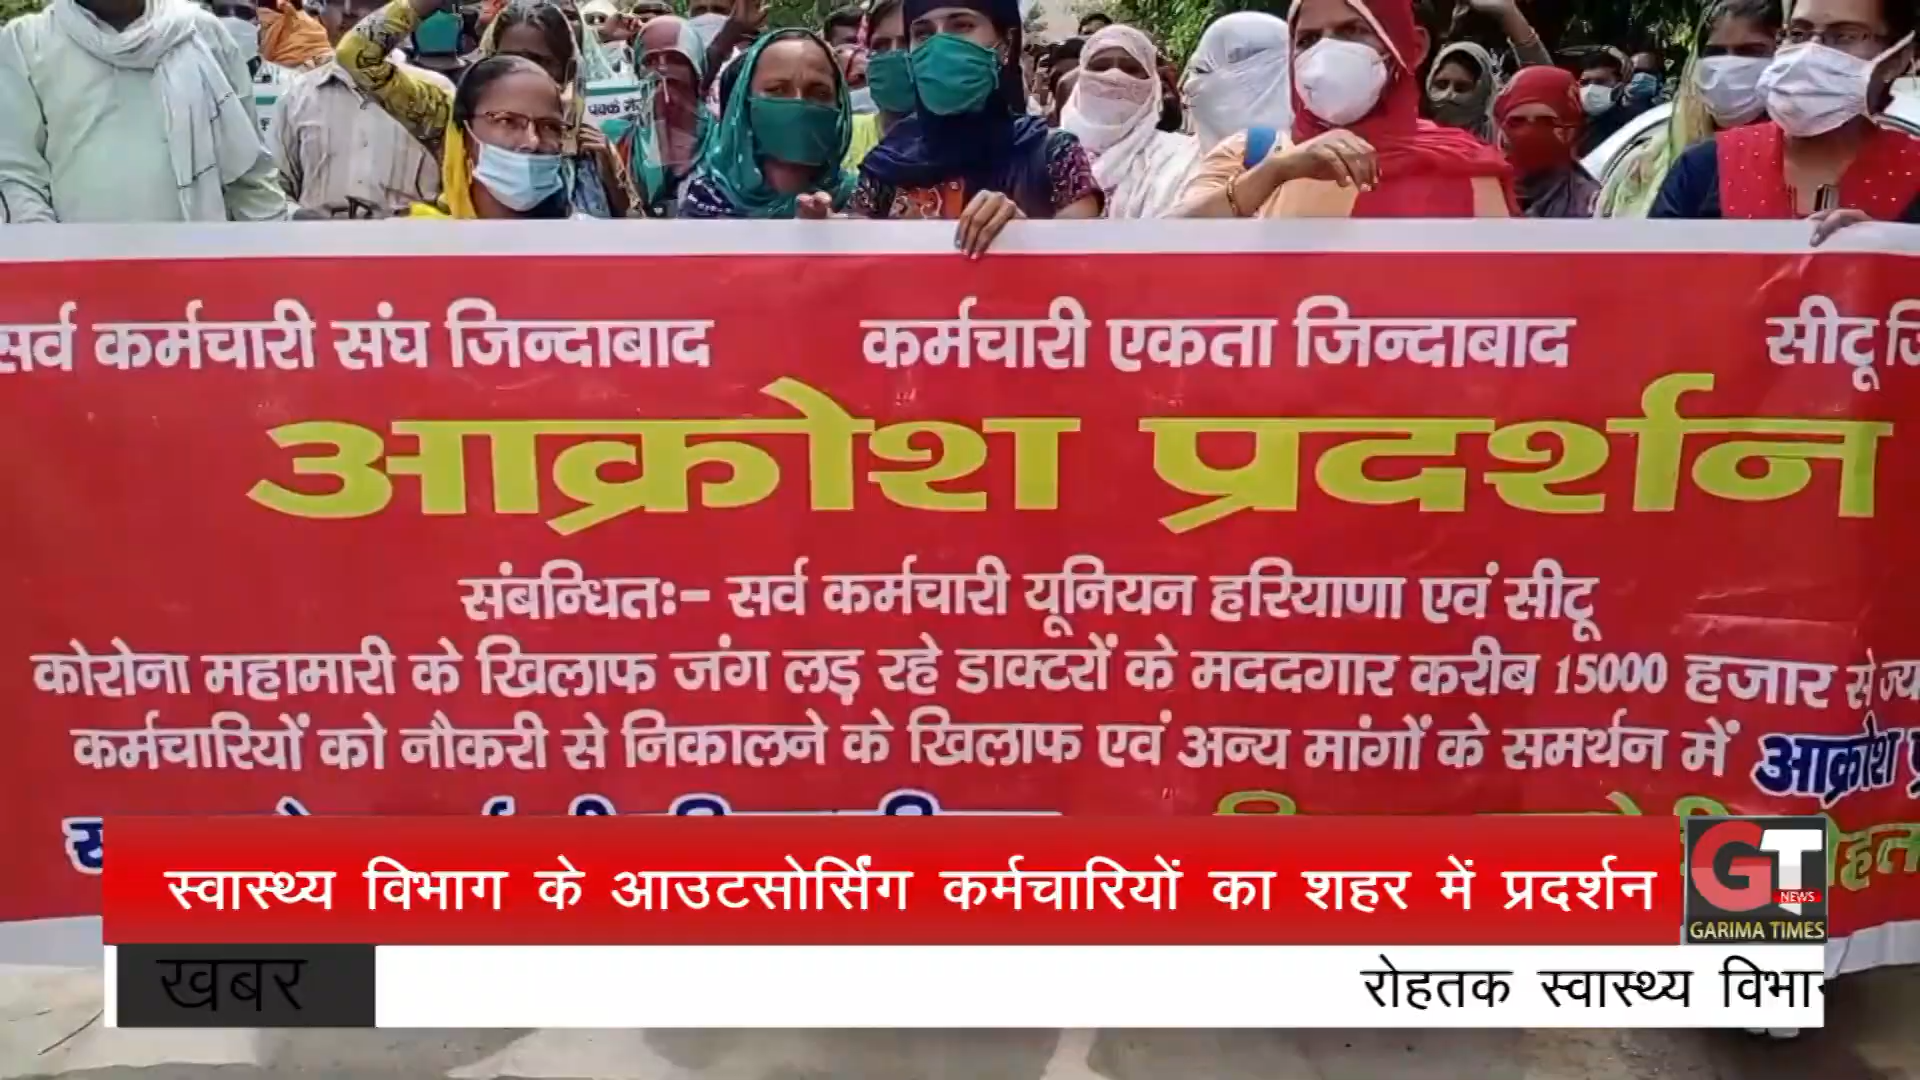 पक्के
सर्व कर्मचारी संघ जिन्दाबाद कर्मचारी एकता जिन्दाबाद सीटू
आक्रोश प्रदर्शन
संबन्धितः- सर्व कर्मचारी यूनियन हरियाणा एवं सीटू
कोरोना महामारी के खिलाफ जंग लड़ रहे डाक्टरों के मददगार करीब 15000 हजार से
कर्मचारियों को नौकरी से निकालने के खिलाफ एवं अन्य मांगों के समर्थन में आक्रोश
स्वास्थ्य विभाग के आउटसोर्सिंग कर्मचारियों का शहर में प्रदर्शन
GT
NEWS
GARIMA TIMES
खबर
रोहतक स्वास्थ्य